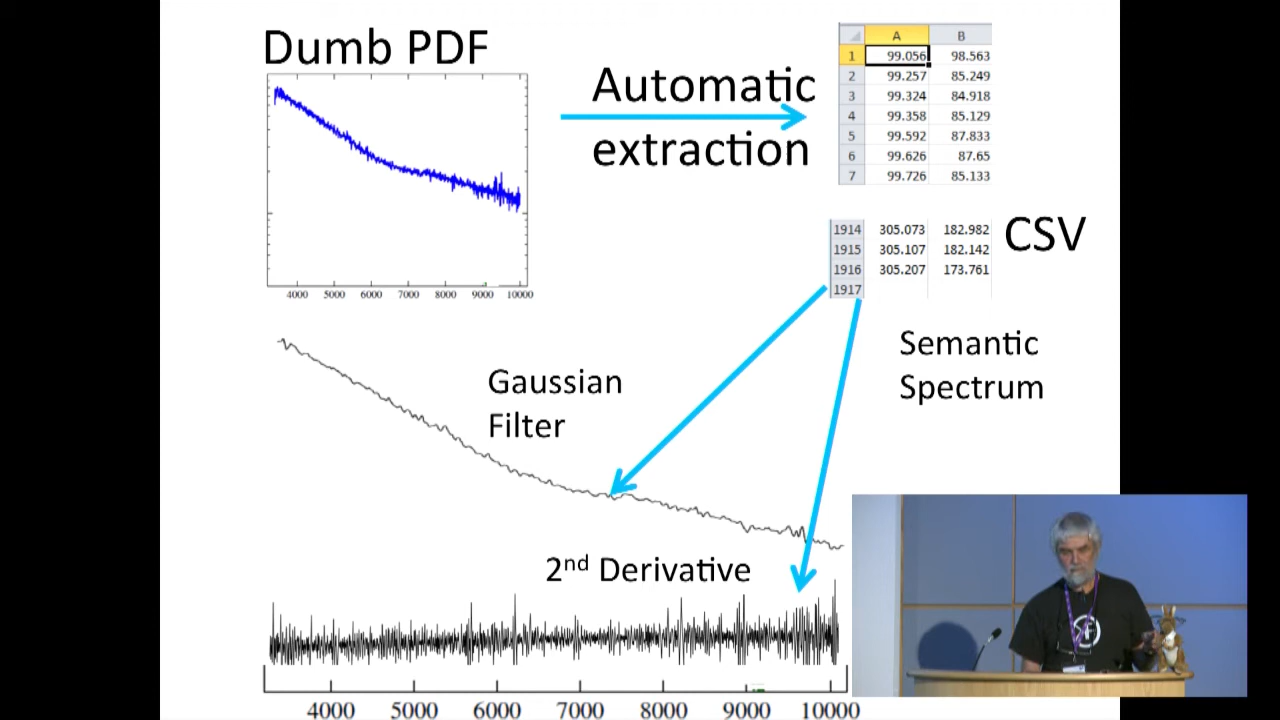 Dumb PDF
Automatic
extraction
A B
1 99.056 98.563
2 99.257 85.249
3 99.324 84.918
4 99.358 85.129
5 99.592 87.833
6 99.626 87.65
7 99.726 85.133
1914 305.073 182.982
1915 305.107 182.142
1916 305.207 173.761
1917
CSV
4000 5000 6000 7000 8000 9000 10000
Semantic
Spectrum
Gaussian
Filter
2nd Derivative
4000 5000 6000 7000 8000 9000 10000